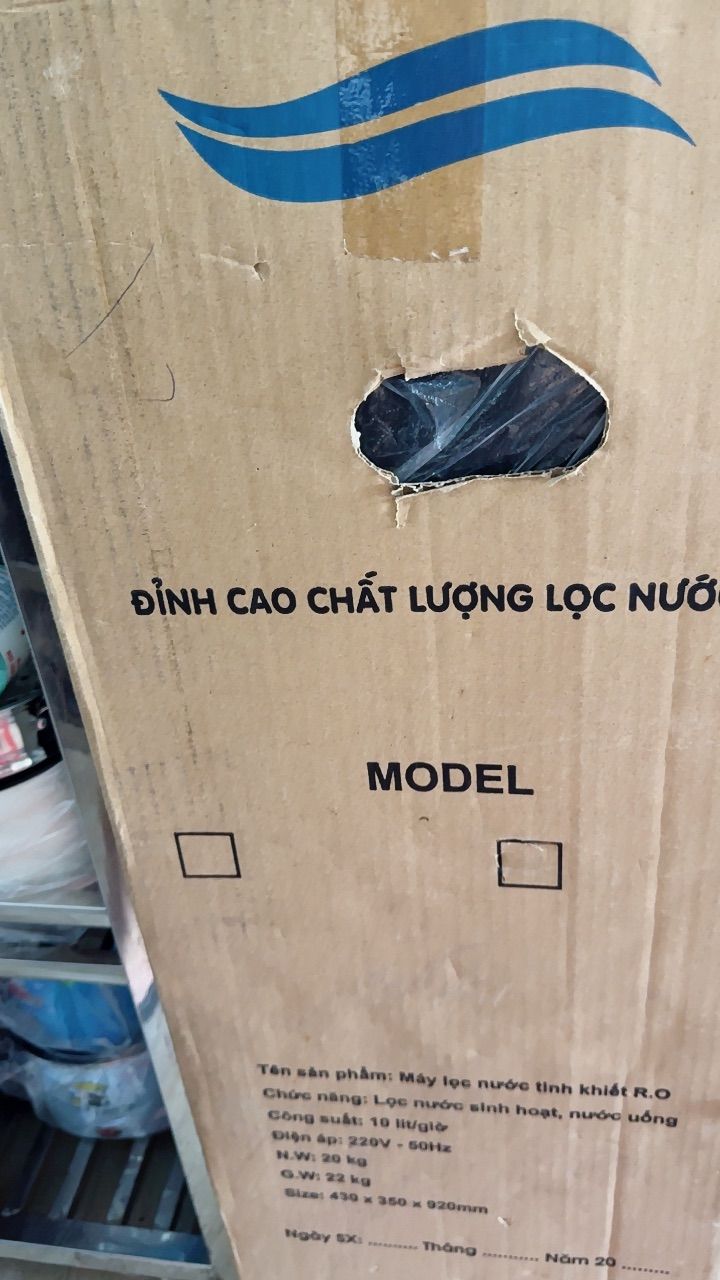 ĐỈNH CAO CHẤT LƯỢNG LỌC NƯỚC
MODEL
Tên sản phẩm: Máy lọc nước tinh khiết R.O
Chức năng: Lọc nước sinh hoạt, nước uống
Công suất: 10 lít/giờ
Điện áp: 220V - 50Hz
N.W: 20 kg
G.W: 22 kg
Size: 430 x 350 x 920mm
Ngày SX: .......... Tháng ........... Năm 20 .........